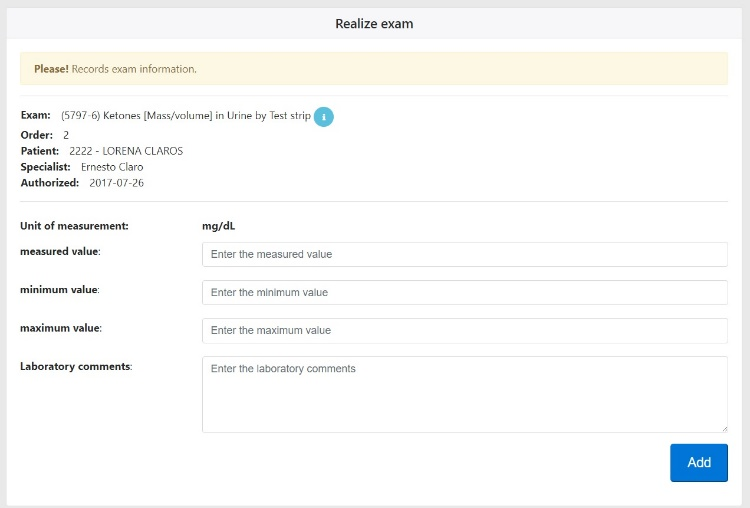 Realize exam
Please! Records exam information.
Exam: (5797-6) Ketones [Mass/volume] in Urine by Test strip i
Order: 2
Patient: 2222 - LORENA CLAROS
Specialist: Ernesto Claro
Authorized: 2017-07-26
Unit of measurement: mg/dL
measured value: Enter the measured value
minimum value: Enter the minimum value
maximum value: Enter the maximum value
Laboratory comments: Enter the laboratory comments
Add